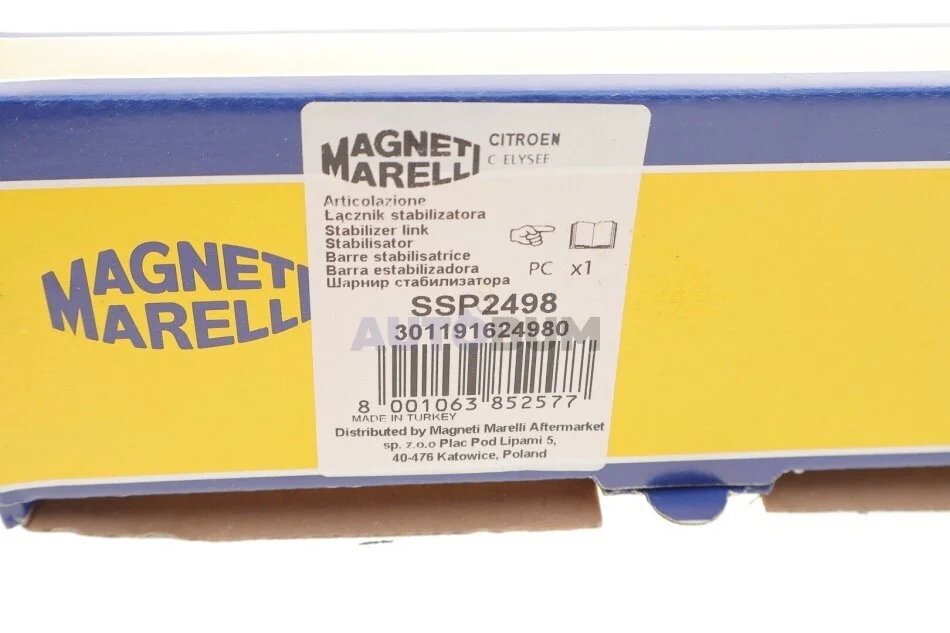 MAGNETI
MARELLI
MAGNETI
MARELLI
CITROEN
C ELYSEE
Articolazione
Łącznik stabilizatora
Stabilizer link
Stabilisator
Barre stabilisatrice
Barra estabilizadora
Шарнир стабилизатора
PC x1
SSP2498
301191624980
AUTOBUM
8 001063 852577
MADE IN TURKEY
Distributed by Magneti Marelli Aftermarket
sp. z.o.o Plac Pod Lipami 5,
40-476 Katowice, Poland